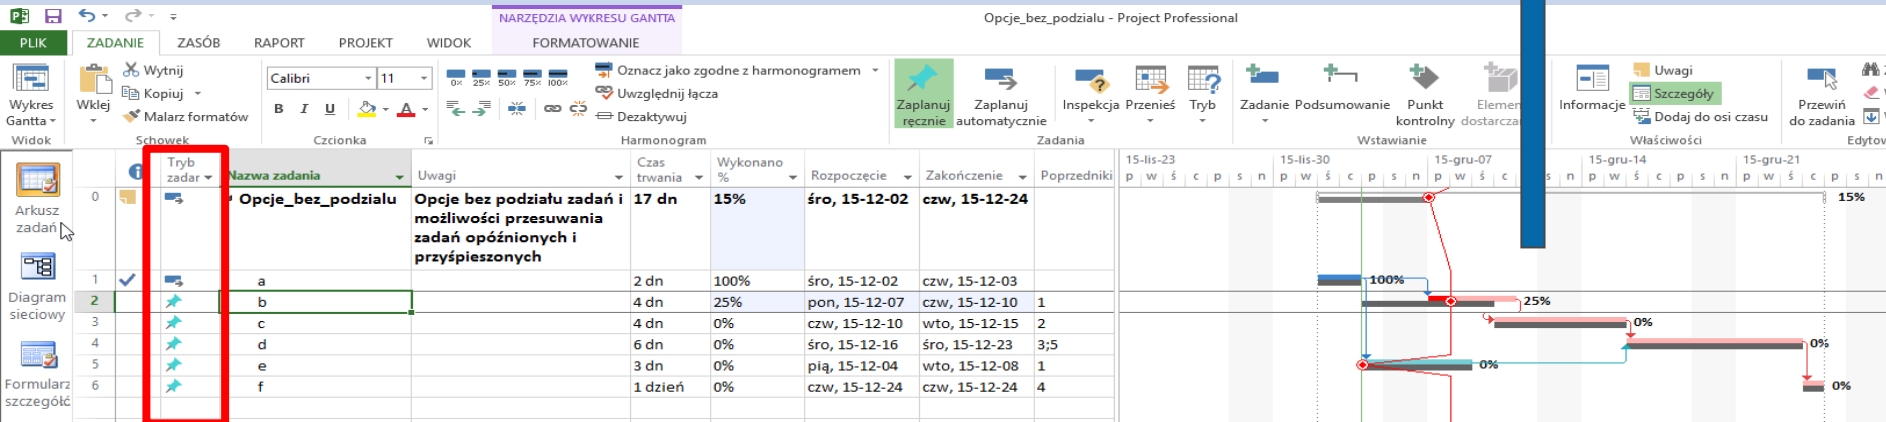 NARZĘDZIA WYKRESU GANTTA
Opcje_bez_podzialu - Project Professional
PLIK ZADANIE ZASÓB RAPORT PROJEKT WIDOK FORMATOWANIE
Wykres Gantta
Widok
Wklej
Wytnij
Kopiuj
Malarz formatów
Schowek
Calibri 11
B I U A
Czcionka
0% 25% 50% 75% 100%
Oznacz jako zgodne z harmonogramem
Uwzględnij łącza
Dezaktywuj
Harmonogram
Zaplanuj ręcznie
Zaplanuj automatycznie
Inspekcja Przenieś Tryb
Zadania
Zadanie Podsumowanie Punkt kontrolny
Wstawianie
Informacje
Uwagi
Szczegóły
Dodaj do osi czasu
Właściwości
Przewiń do zadania
Arkusz zadań
Diagram sieciowy
Tryb zadar Nazwa zadania Uwagi Czas trwania Wykonano % Rozpoczęcie Zakończenie Poprzedniki
0 Opcje_bez_podzialu Opcje bez podziału zadań i 17 dn 15% śro, 15-12-02 czw, 15-12-24
możliwości przesuwania
zadań opóźnionych i
przyśpieszonych
1 a 2 dn 100% śro, 15-12-02 czw, 15-12-03
2 b 4 dn 25% pon, 15-12-07 czw, 15-12-10 1
3 c 4 dn 0% czw, 15-12-10 wto, 15-12-15 2
4 d 6 dn 0% śro, 15-12-16 śro, 15-12-23 3;5
5 e 3 dn 0% pią, 15-12-04 wto, 15-12-08 1
6 f 1 dzień 0% czw, 15-12-24 czw, 15-12-24 4
15-lis-23 15-lis-30 15-gru-07 15-gru-14 15-gru-21
p w ś c p s n p w ś c p s n p w ś c s n p w ś c p s n p w ś c p s n
15%
100%
25%
0%
0%
0%
0%